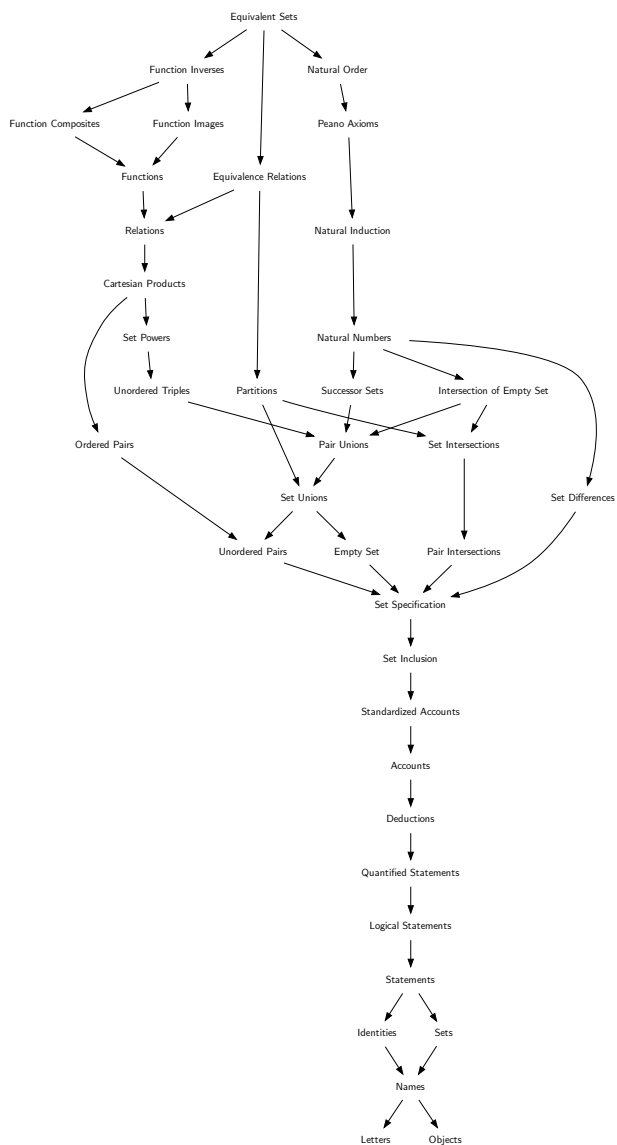 Equivalent Sets
Function Inverses
Natural Order
Function Composites
Function Images
Peano Axioms
Functions
Equivalence Relations
Relations
Natural Induction
Cartesian Products
Set Powers
Natural Numbers
Unordered Triples
Partitions
Successor Sets
Intersection of Empty Set
Ordered Pairs
Pair Unions
Set Intersections
Set Unions
Set Differences
Unordered Pairs
Empty Set
Pair Intersections
Set Specification
Set Inclusion
Standardized Accounts
Accounts
Deductions
Quantified Statements
Logical Statements
Statements
Identities
Sets
Names
Letters
Objects